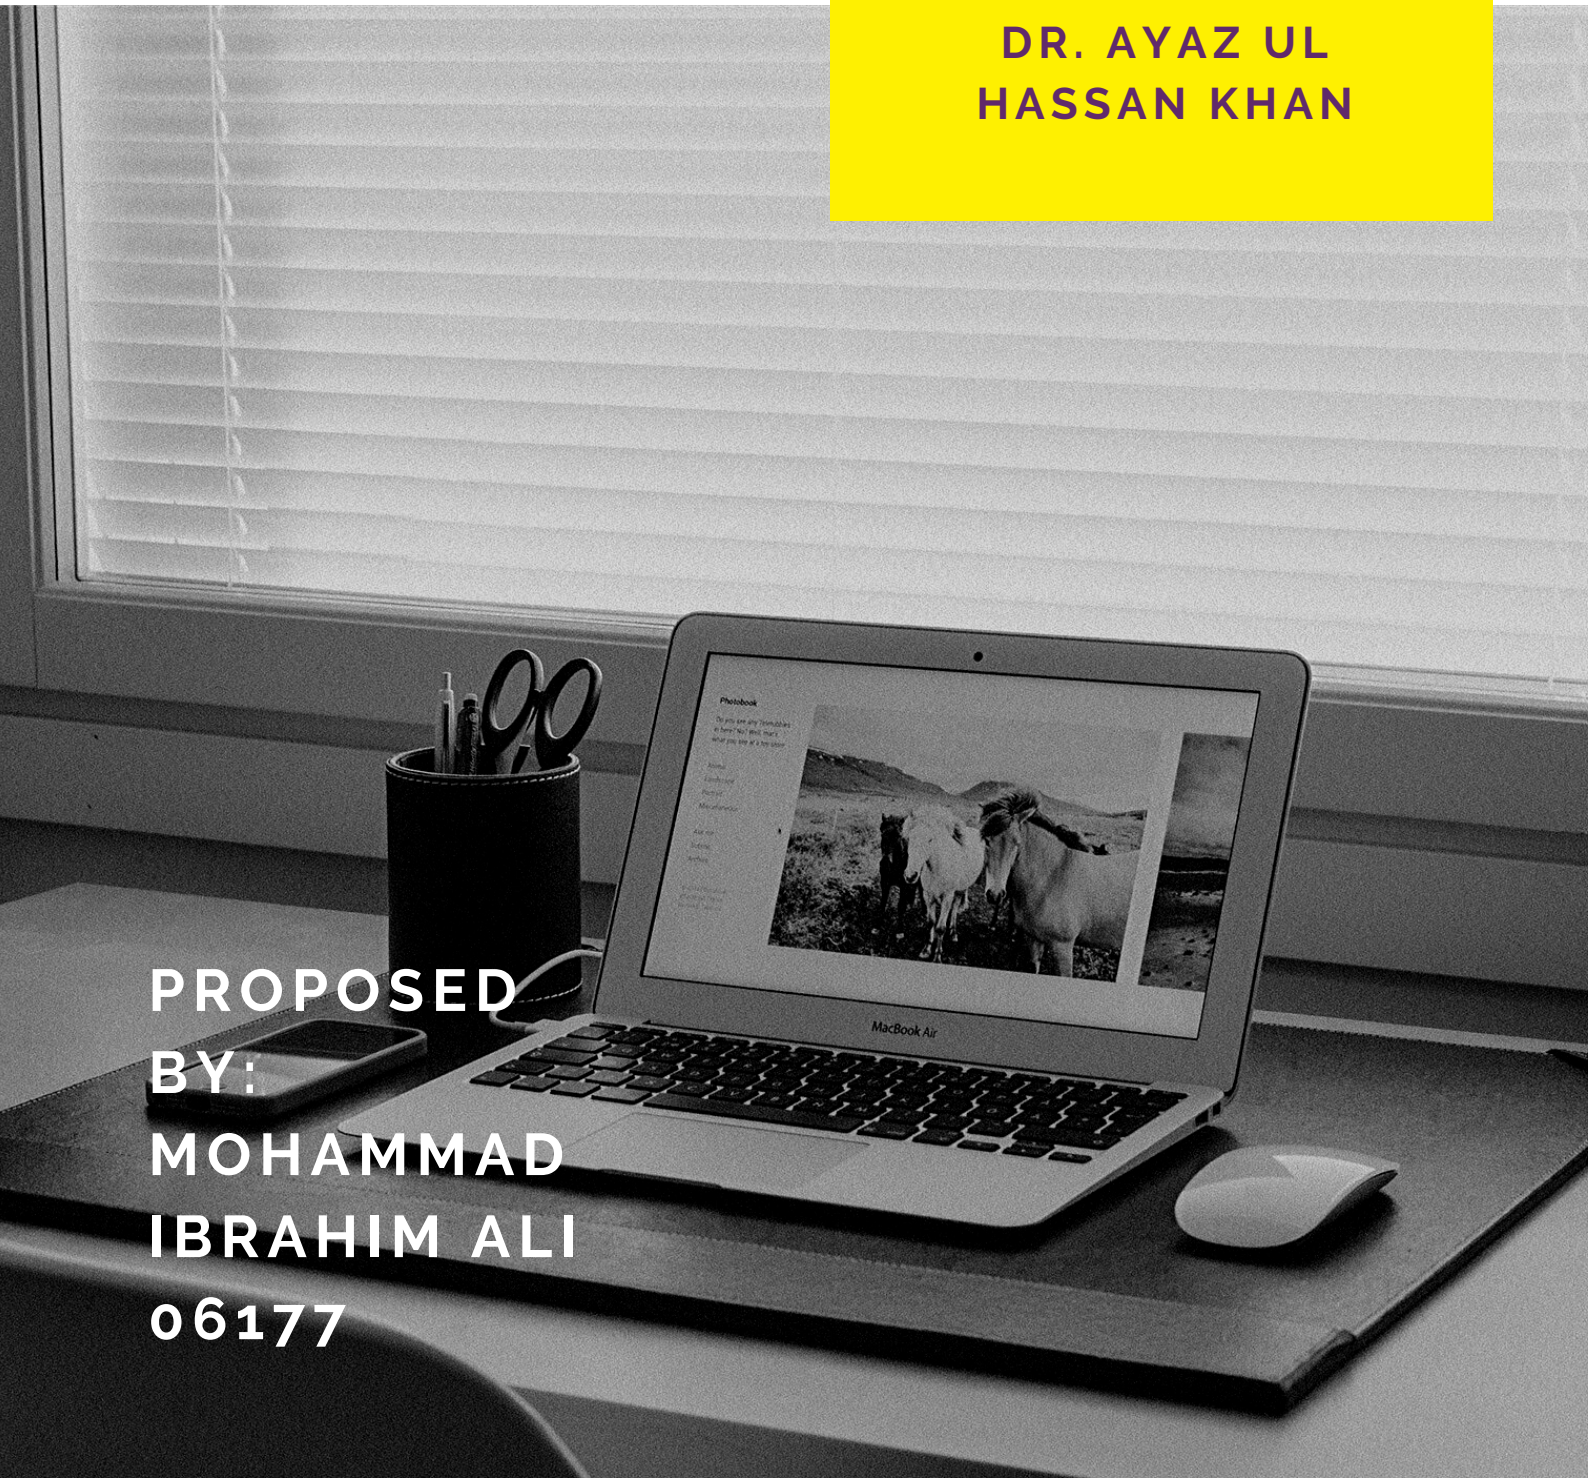 DR. AYAZ UL
HASSAN KHAN
Photobook
MacBook Air
PROPOSED
BY:
MOHAMMAD
IBRAHIM ALI
06177